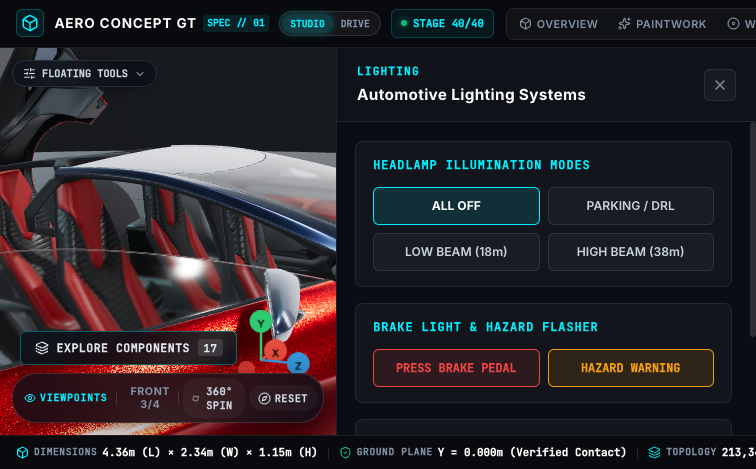 AERO CONCEPT GT SPEC // 01 STUDIO DRIVE STAGE 40/40 OVERVIEW PAINTWORK W
FLOATING TOOLS
LIGHTING
Automotive Lighting Systems
HEADLAMP ILLUMINATION MODES
ALL OFF PARKING / DRL
LOW BEAM (18m) HIGH BEAM (38m)
BRAKE LIGHT & HAZARD FLASHER
PRESS BRAKE PEDAL HAZARD WARNING
Y
X
Z
EXPLORE COMPONENTS 17
VIEWPOINTS FRONT 3/4 360° SPIN RESET
DIMENSIONS 4.36m (L) × 2.34m (W) × 1.15m (H) GROUND PLANE Y = 0.000m (Verified Contact) TOPOLOGY 213,3